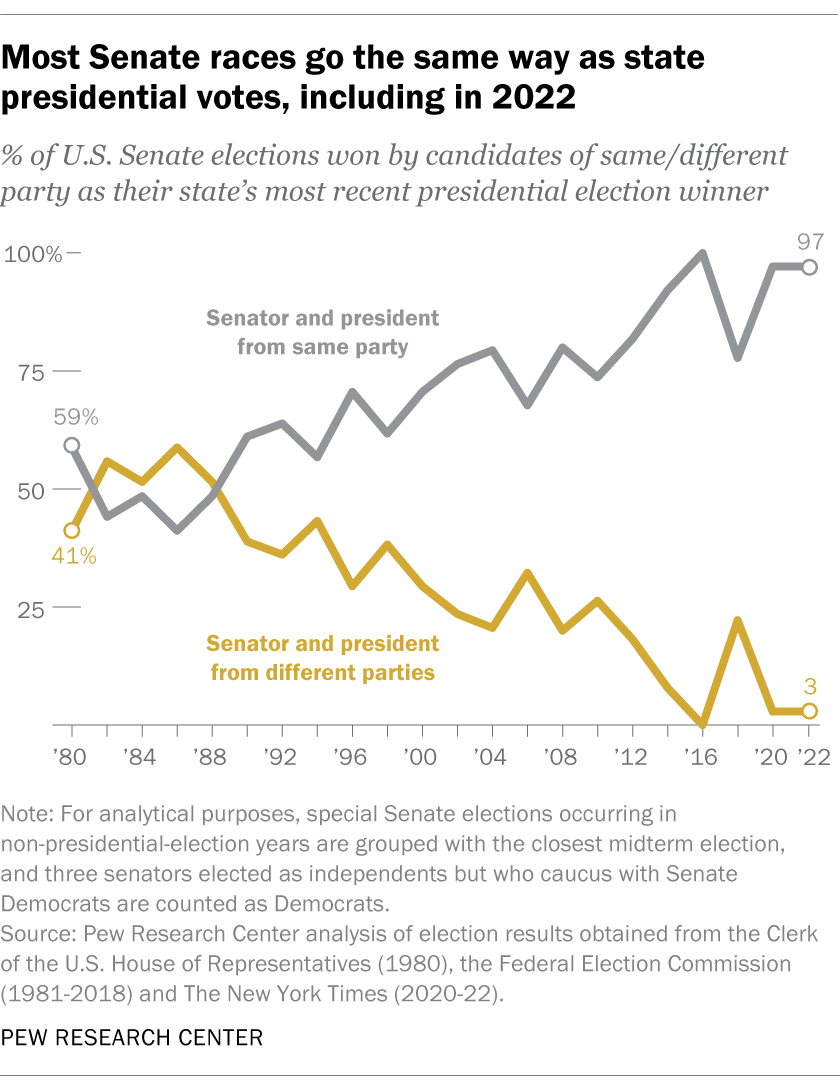 Most Senate races go the same way as state
presidential votes, including in 2022
% of U.S. Senate elections won by candidates of same/different
party as their state’s most recent presidential election winner
97
100%
Senator and president
from same party
75
59%
50
41%
25
Senator and president
from different parties
3
’80 ’84 ’88 ’92 ’96 ’00 ’04 ’08 ’12 ’16 ’20 ’22
Note: For analytical purposes, special Senate elections occurring in
non-presidential-election years are grouped with the closest midterm election,
and three senators elected as independents but who caucus with Senate
Democrats are counted as Democrats.
Source: Pew Research Center analysis of election results obtained from the Clerk
of the U.S. House of Representatives (1980), the Federal Election Commission
(1981-2018) and The New York Times (2020-22).
PEW RESEARCH CENTER